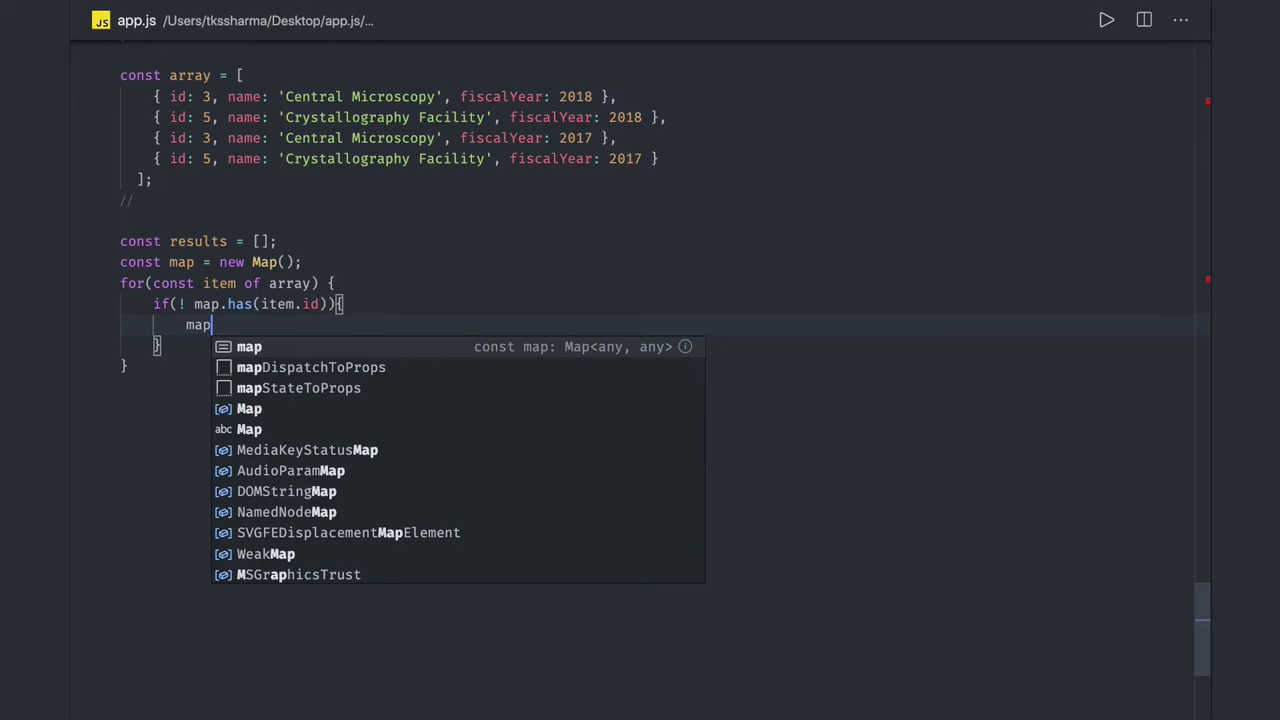 JS app.js /Users/tkssharma/Desktop/app.js/…
const array = [
{ id: 3, name: 'Central Microscopy', fiscalYear: 2018 },
{ id: 5, name: 'Crystallography Facility', fiscalYear: 2018 },
{ id: 3, name: 'Central Microscopy', fiscalYear: 2017 },
{ id: 5, name: 'Crystallography Facility', fiscalYear: 2017 }
];
//
const results = [];
const map = new Map();
for(const item of array) {
if(! map.has(item.id)){
map
}
}
map const map: Map<any, any>
mapDispatchToProps
mapStateToProps
Map
abc Map
MediaKeyStatusMap
AudioParamMap
DOMStringMap
NamedNodeMap
SVGFEDisplacementMapElement
WeakMap
MSGraphicsTrust